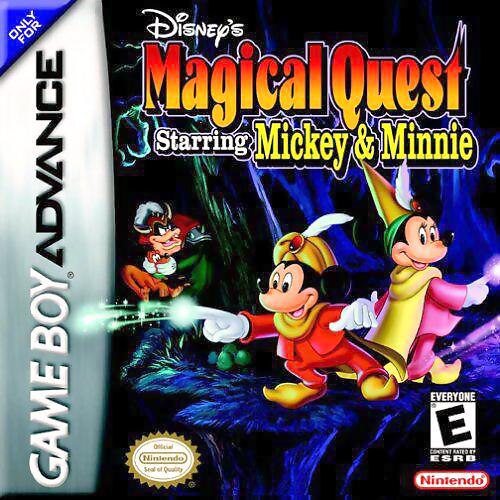 ONLY
FOR
GAME BOY ADVANCE
Disney's
Magical Quest
Starring Mickey & Minnie
Official
Nintendo
Seal of Quality
EVERYONE
E
CONTENT RATED BY
ESRB
Nintendo